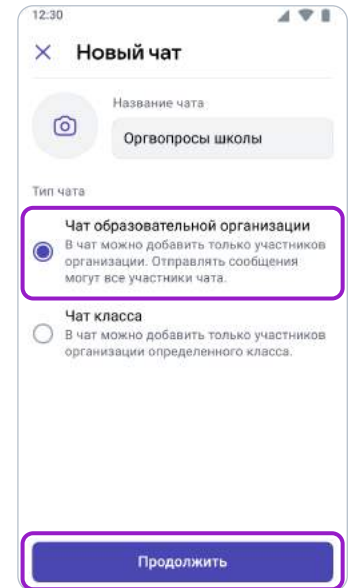 12:30
Новый чат
Название чата
Оргвопросы школы
Тип чата
Чат образовательной организации
В чат можно добавить только участников
организации. Отправлять сообщения
могут все участники чата.
Чат класса
В чат можно добавить только участников
организации определенного класса.
Продолжить